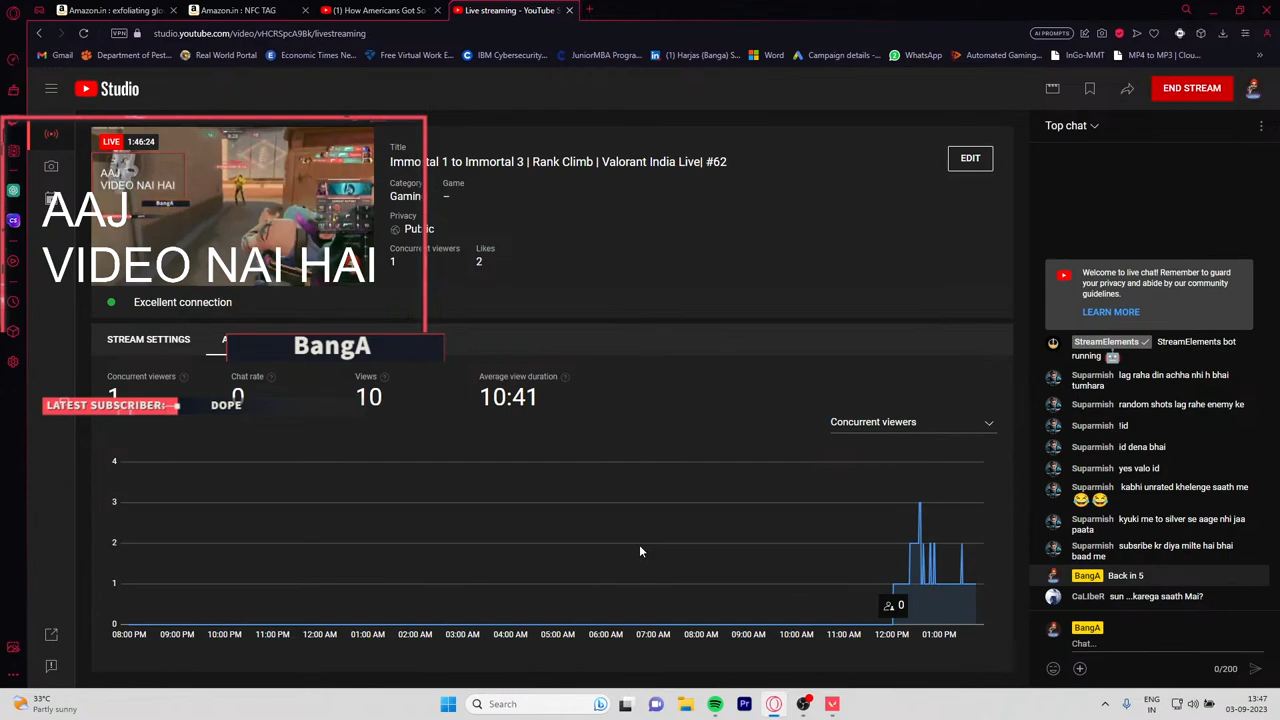 Amazon.in : exfoliating glo
Amazon.in : NFC TAG
(1) How Americans Got So
Live streaming - YouTube S
VPN
studio.youtube.com/video/vHCRSpcA9Bk/livestreaming
AI PROMPTS
Gmail
Department of Pest...
Real World Portal
Economic Times Ne...
Free Virtual Work E...
IBM Cybersecurity...
JuniorMBA Progra...
(1) Harjas (Banga) S...
Word
Campaign details -...
WhatsApp
Automated Gaming...
InGo-MMT
MP4 to MP3 | Clou...
Studio
END STREAM
LIVE
1:46:24
AAJ
VIDEO NAI HAI
BangA
AAJ
VIDEO NAI HAI
Title
Immortal 1 to Immortal 3 | Rank Climb | Valorant India Live| #62
EDIT
Category
Game
Gamin
–
Privacy
Public
Concurrent viewers
Likes
1
2
Excellent connection
STREAM SETTINGS
A
BangA
Concurrent viewers
Chat rate
Views
Average view duration
1
0
10
10:41
LATEST SUBSCRIBER:
DOPE
Concurrent viewers
4
3
2
1
0
0
08:00 PM
09:00 PM
10:00 PM
11:00 PM
12:00 AM
01:00 AM
02:00 AM
03:00 AM
04:00 AM
05:00 AM
06:00 AM
07:00 AM
08:00 AM
09:00 AM
10:00 AM
11:00 AM
12:00 PM
01:00 PM
Top chat
Welcome to live chat! Remember to guard
your privacy and abide by our community
guidelines.
LEARN MORE
StreamElements StreamElements bot
running
Suparmish lag raha din achha nhi h bhai
tumhara
Suparmish random shots lag rahe enemy ke
Suparmish !id
Suparmish id dena bhai
Suparmish yes valo id
Suparmish kabhi unrated khelenge saath me
😂😂
Suparmish kyuki me to silver se aage nhi jaa
paata
Suparmish subsribe kr diya milte hai bhai
baad me
BangA Back in 5
CaLIbeR sun ...karega saath Mai?
BangA
Chat...
0/200
33°C
Partly sunny
Search
ENG
IN
13:47
03-09-2023